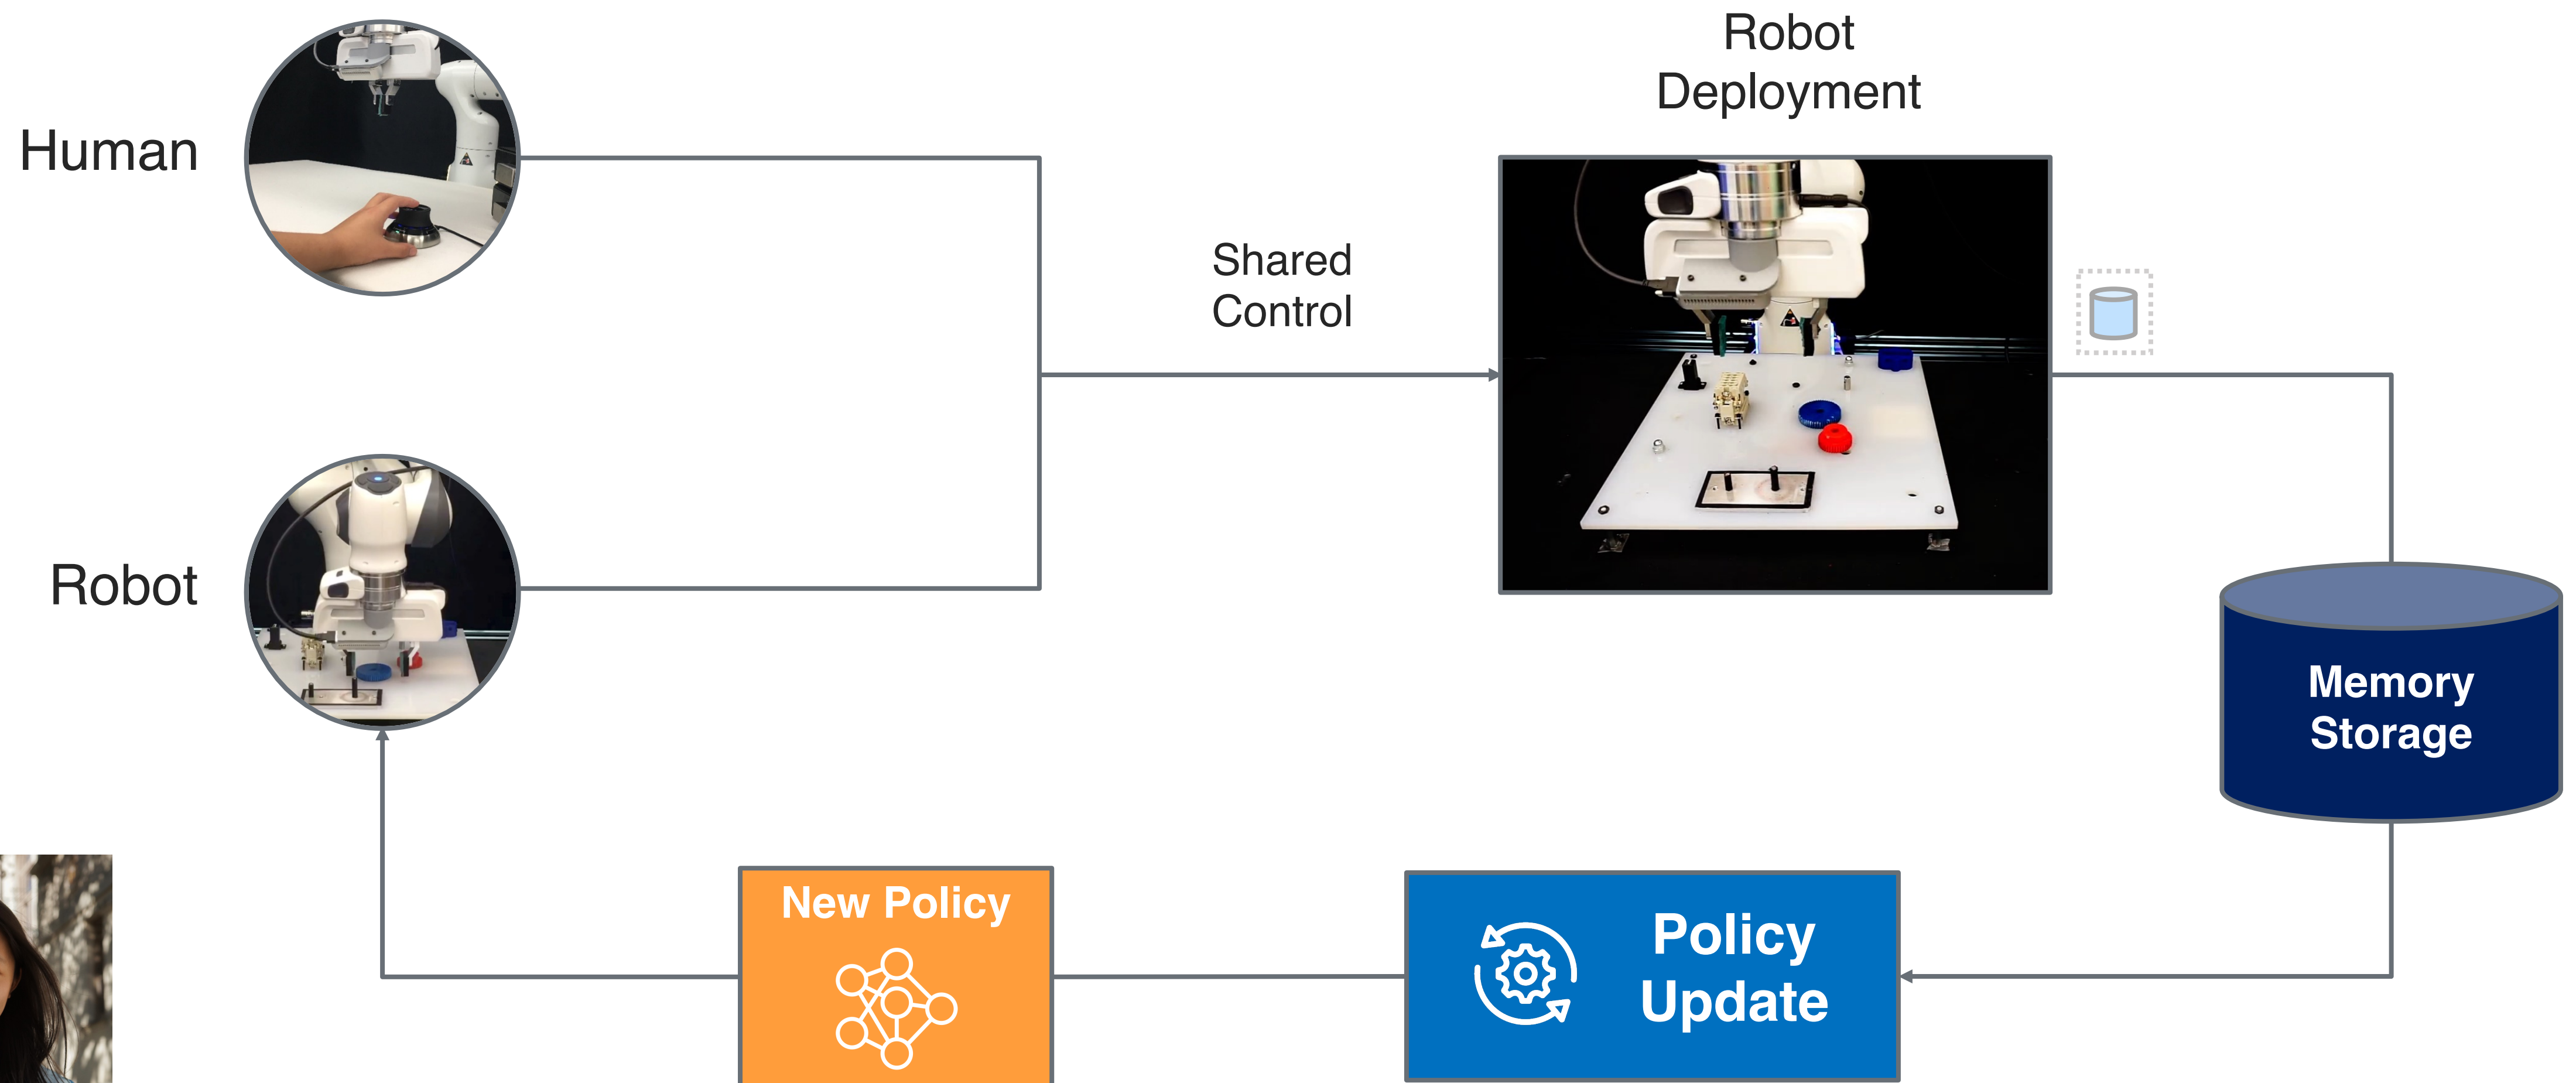 Robot
Deployment
Human
Shared
Control
Robot
Memory
Storage
New Policy
Policy
Update